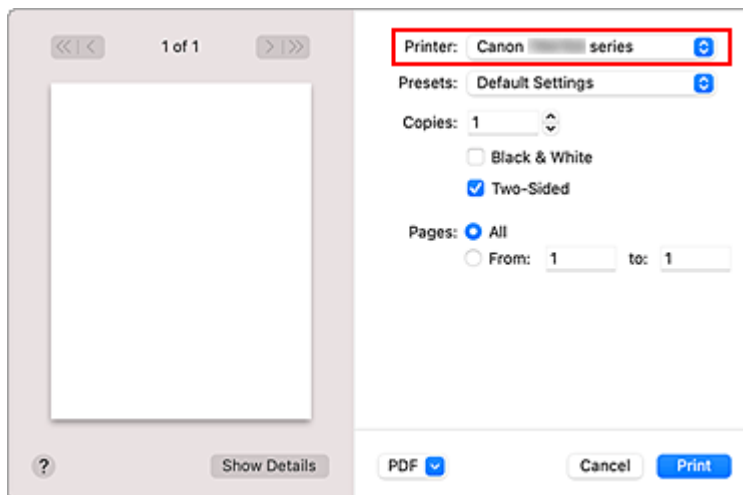 1 of 1
Printer: Canon series
Presets: Default Settings
Copies: 1
Black & White
Two-Sided
Pages: All
From: 1 to: 1
? Show Details PDF Cancel Print